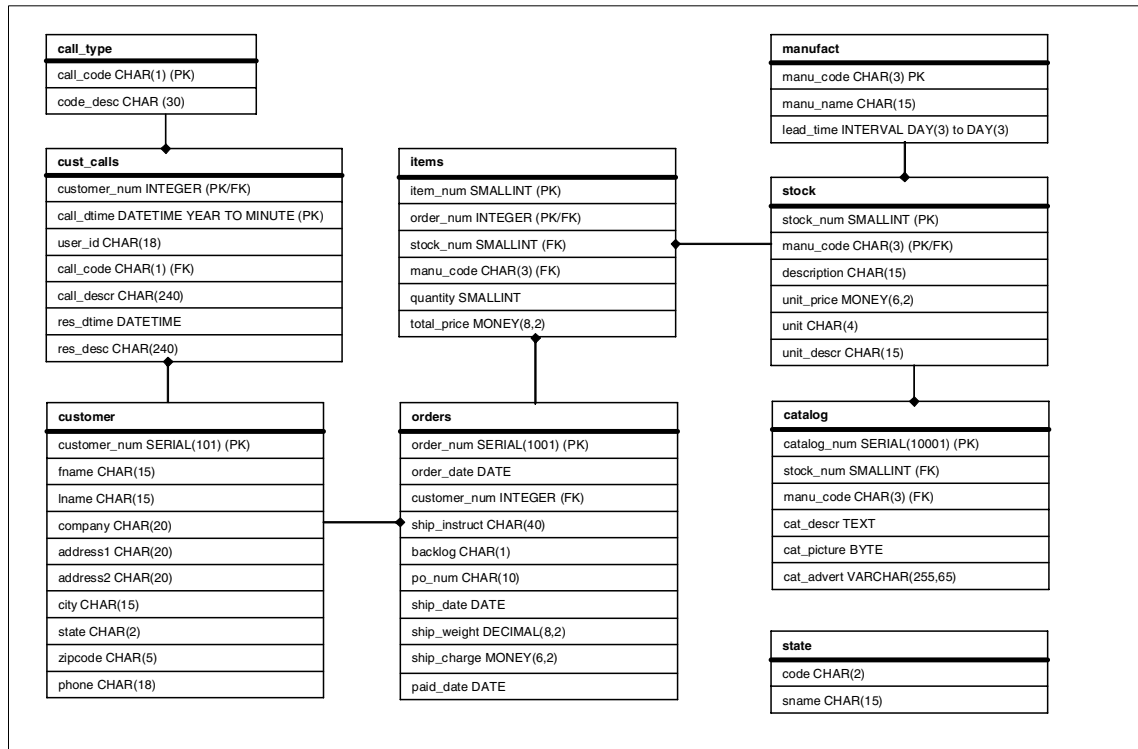 call_type
call_code CHAR(1) (PK)
code_desc CHAR (30)
cust_calls
customer_num INTEGER (PK/FK)
call_dtime DATETIME YEAR TO MINUTE (PK)
user_id CHAR(18)
call_code CHAR(1) (FK)
call_descr CHAR(240)
res_dtime DATETIME
res_desc CHAR(240)
customer
customer_num SERIAL(101) (PK)
fname CHAR(15)
lname CHAR(15)
company CHAR(20)
address1 CHAR(20)
address2 CHAR(20)
city CHAR(15)
state CHAR(2)
zipcode CHAR(5)
phone CHAR(18)
items
item_num SMALLINT (PK)
order_num INTEGER (PK/FK)
stock_num SMALLINT (FK)
manu_code CHAR(3) (FK)
quantity SMALLINT
total_price MONEY(8,2)
orders
order_num SERIAL(1001) (PK)
order_date DATE
customer_num INTEGER (FK)
ship_instruct CHAR(40)
backlog CHAR(1)
po_num CHAR(10)
ship_date DATE
ship_weight DECIMAL(8,2)
ship_charge MONEY(6,2)
paid_date DATE
manufact
manu_code CHAR(3) PK
manu_name CHAR(15)
lead_time INTERVAL DAY(3) to DAY(3)
stock
stock_num SMALLINT (PK)
manu_code CHAR(3) (PK/FK)
description CHAR(15)
unit_price MONEY(6,2)
unit CHAR(4)
unit_descr CHAR(15)
catalog
catalog_num SERIAL(10001) (PK)
stock_num SMALLINT (FK)
manu_code CHAR(3) (FK)
cat_descr TEXT
cat_picture BYTE
cat_advert VARCHAR(255,65)
state
code CHAR(2)
sname CHAR(15)